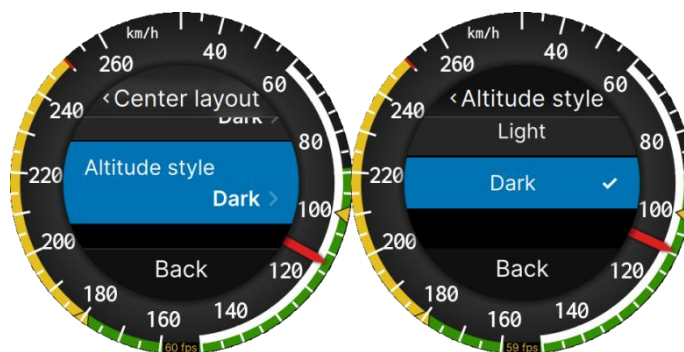 km/h
40
60
80
100
120
140
160
180
200
220
240
260
‹ Center layout
Dark ›
Altitude style
Dark ›
Back
60 fps
km/h
40
60
80
100
120
140
160
180
200
220
240
260
‹ Altitude style
Light
Dark ✓
Back
59 fps